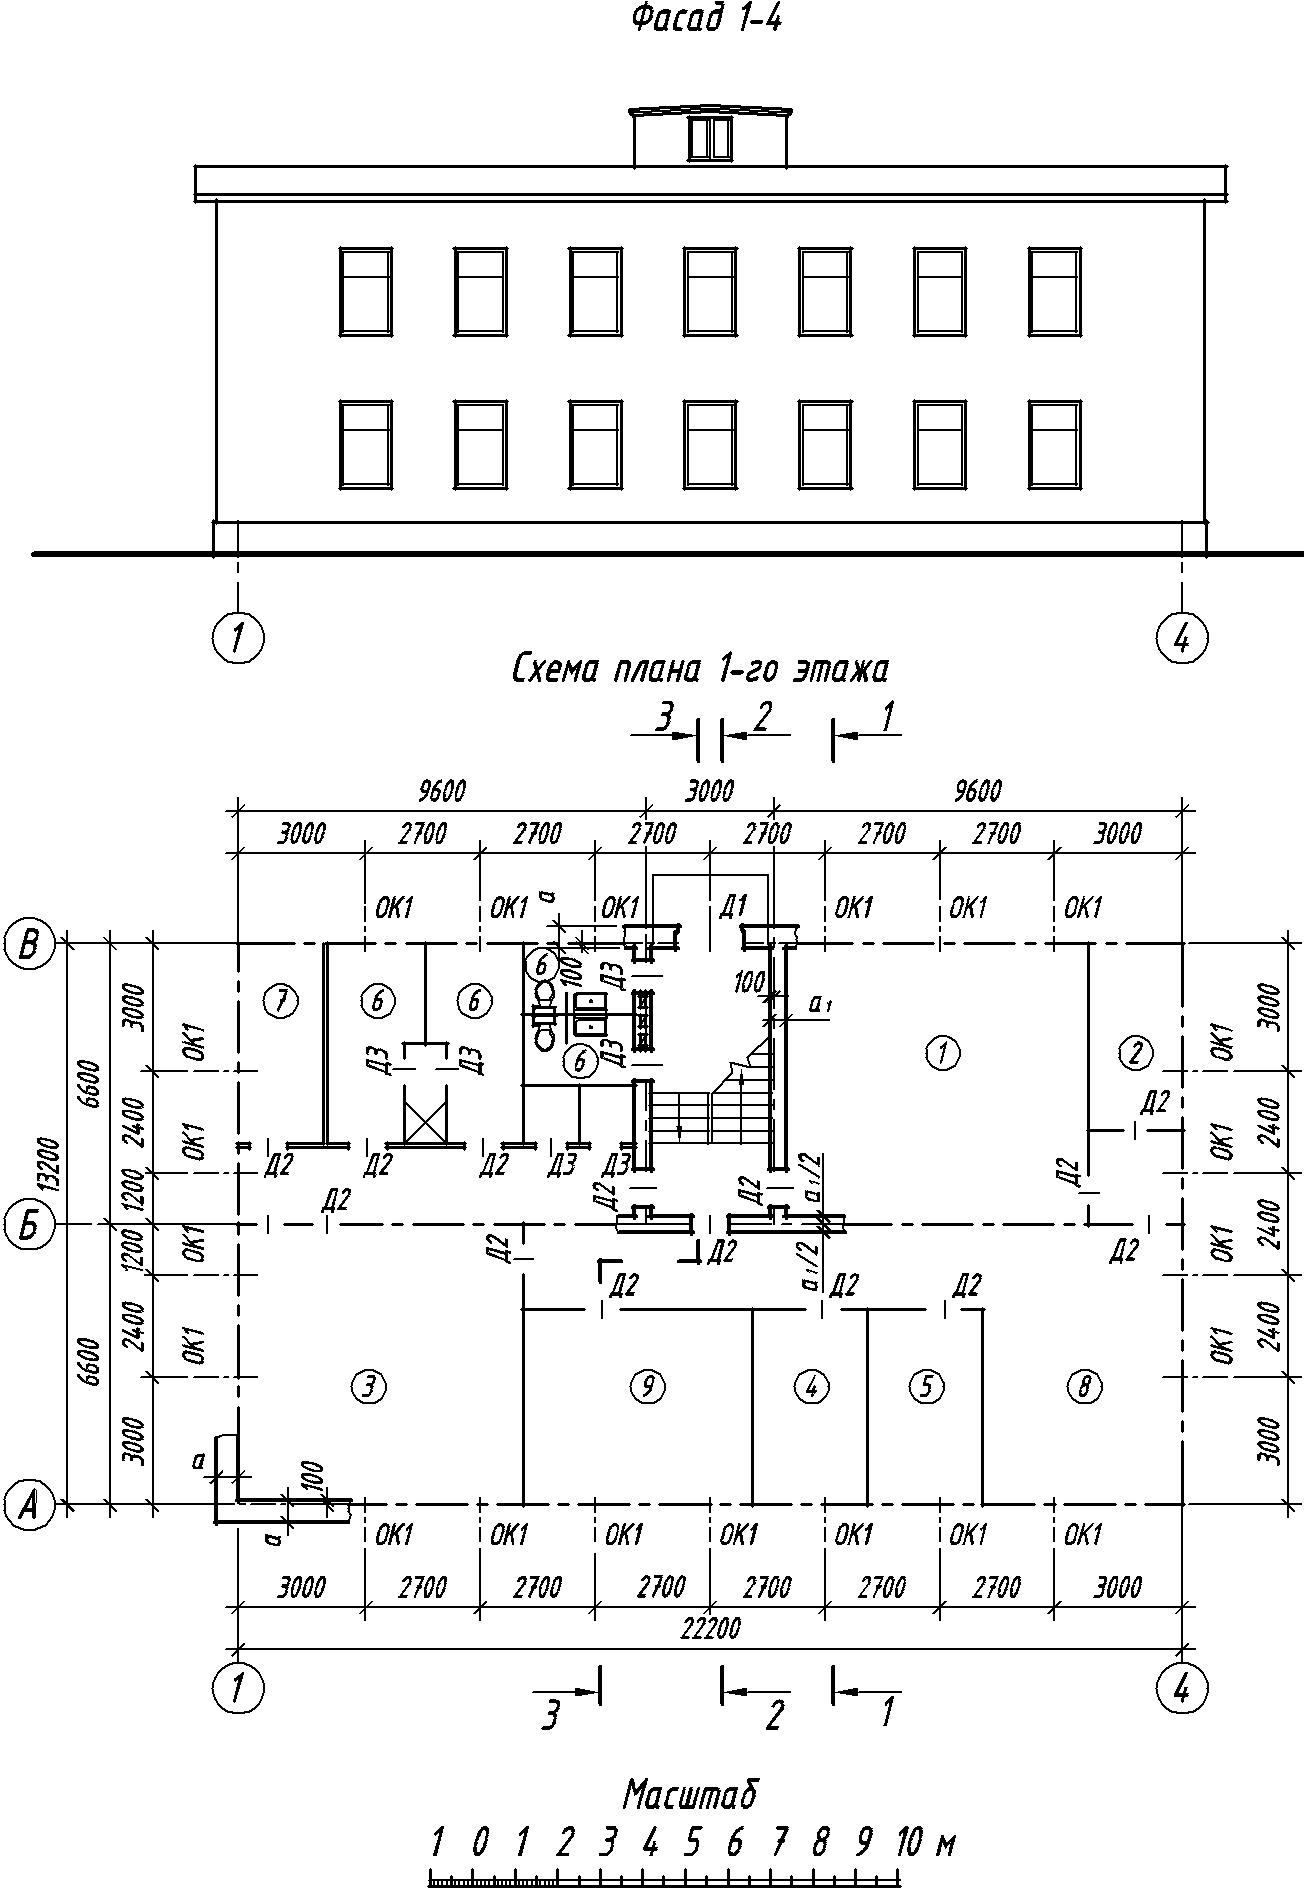 Фасад 1-4
1
4
Схема плана 1-го этажа
3 2 1
9600 3000 9600
3000 2700 2700 2700 2700 2700 2700 3000
ОК1 ОК1 а ОК1 Д1 ОК1 ОК1 ОК1
В
3000 ОК1 7 6 6 6 100 Д3 100 а1 1 2 ОК1 3000
Д3 Д3 6 Д3
6600 2400 ОК1 Д2 ОК1 2400
13200
Д2 Д2 Д2 Д3 Д3
1200 Д2 Д2 Д2 а1/2 Д2
Б
1200 ОК1 Д2 Д2 а1/2 Д2 ОК1 2400
Д2 Д2 Д2
6600 2400 ОК1 ОК1 2400
3 9 4 5 8
3000 а 100 3000
А
а ОК1 ОК1 ОК1 ОК1 ОК1 ОК1
3000 2700 2700 2700 2700 2700 2700 3000
22200
1 4
3 2 1
Масштаб
1 0 1 2 3 4 5 6 7 8 9 10 м